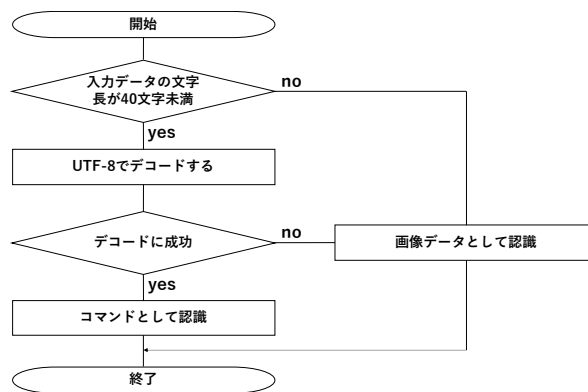 開始
入力データの文字
長が40文字未満
no
yes
UTF-8でデコードする
デコードに成功
no
画像データとして認識
yes
コマンドとして認識
終了